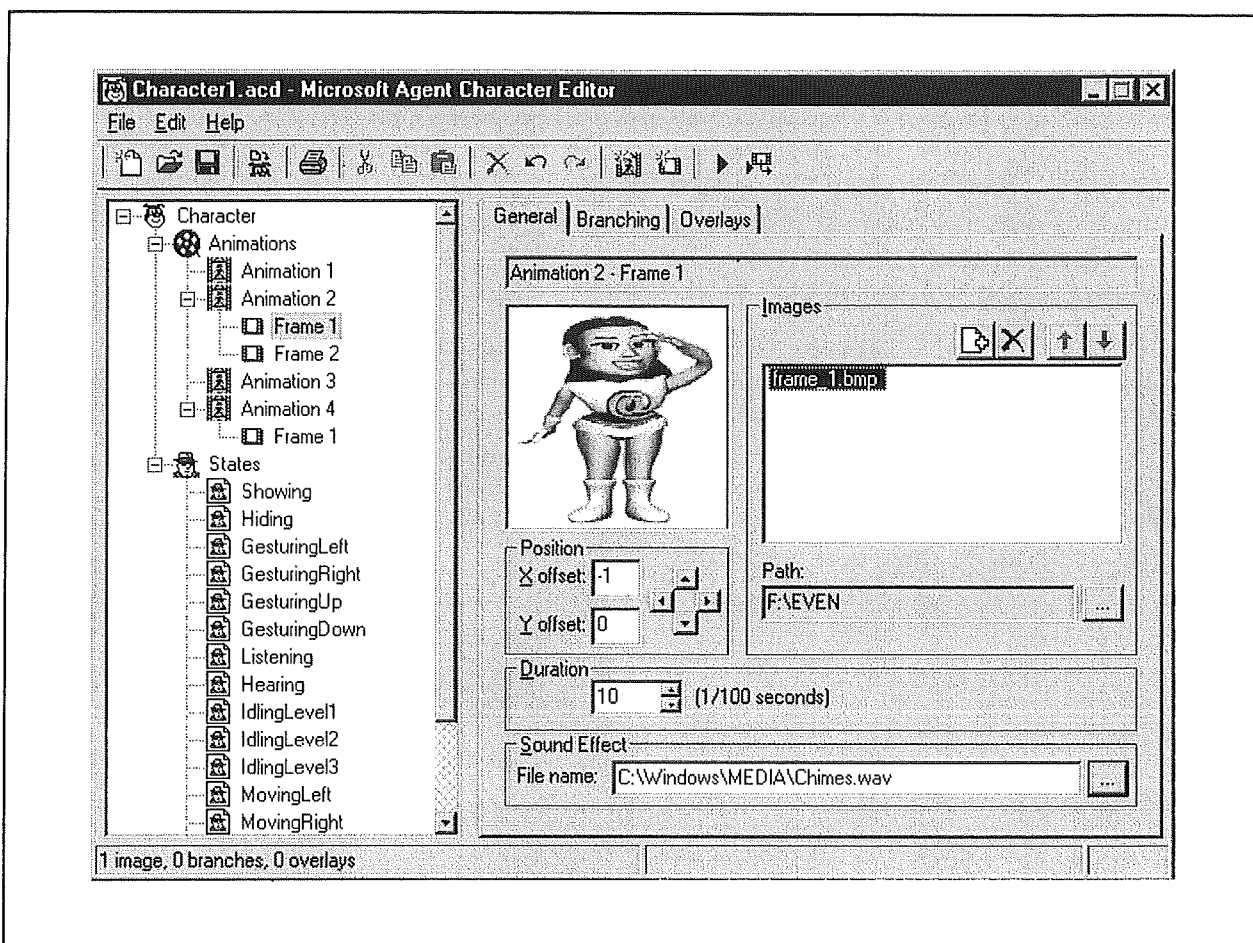 Character1.acd - Microsoft Agent Character Editor
File Edit Help
Character
Animations
Animation 1
Animation 2
Frame 1
Frame 2
Animation 3
Animation 4
Frame 1
States
Showing
Hiding
GesturingLeft
GesturingRight
GesturingUp
GesturingDown
Listening
Hearing
IdlingLevel1
IdlingLevel2
IdlingLevel3
MovingLeft
MovingRight
General Branching Overlays
Animation 2 - Frame 1
Images
frame_1.bmp
Position
X offset: -1
Y offset: 0
Path:
F:\EVEN
...
Duration
10 (1/100 seconds)
Sound Effect
File name: C:\Windows\MEDIA\Chimes.wav ...
1 image, 0 branches, 0 overlays